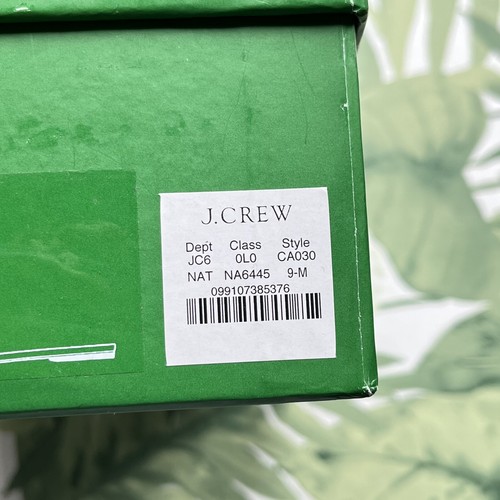 J.CREW
Dept Class Style
JC6 0L0 CA030
NAT NA6445 9-M
099107385376